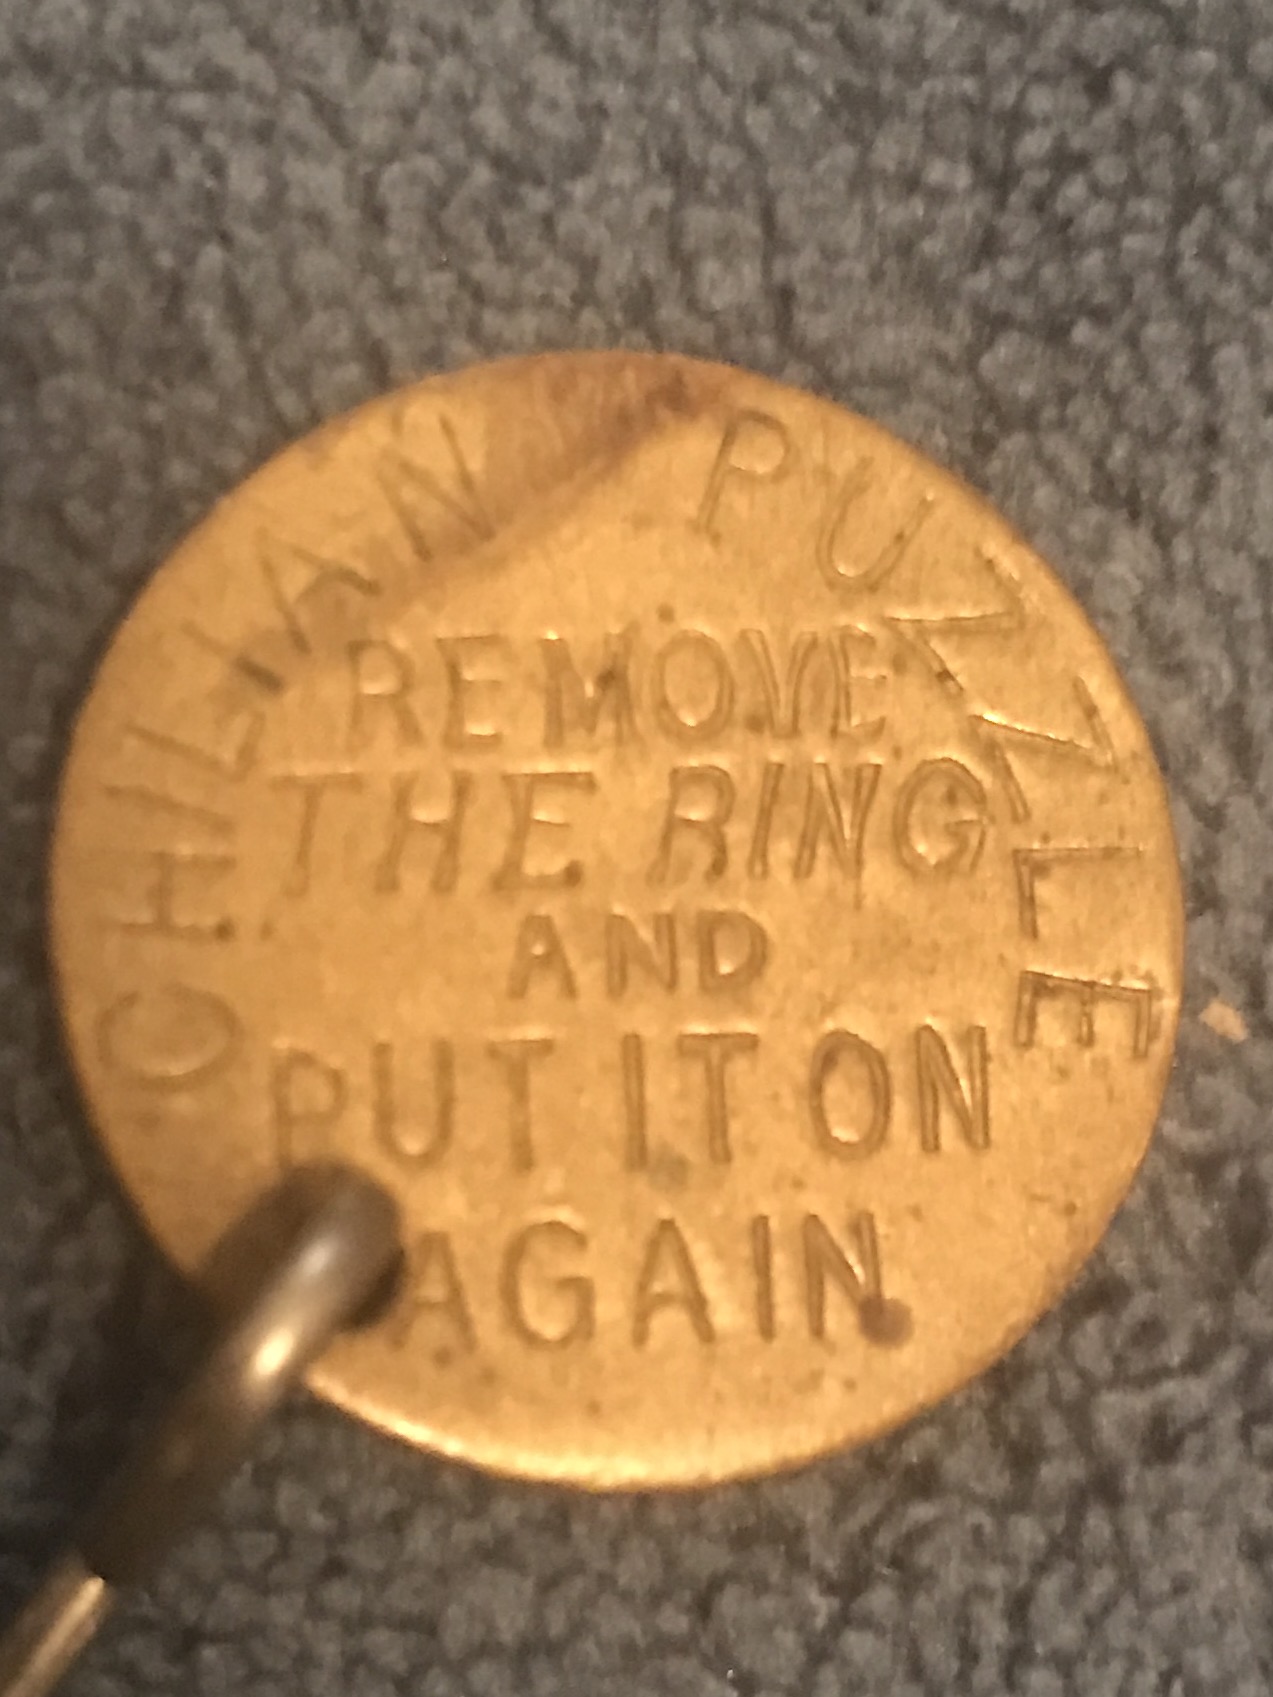 CHILIAN PUZZLE
REMOVE
THE RING
AND
PUT IT ON
AGAIN